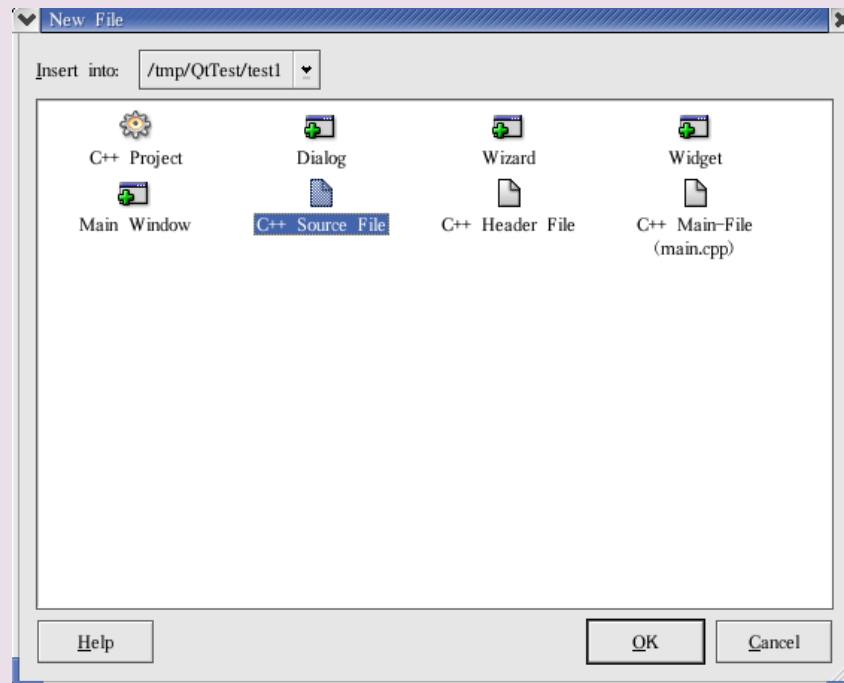 New File
Insert into: /tmp/QtTest/test1
C++ Project Dialog Wizard Widget
Main Window C++ Source File C++ Header File C++ Main-File
(main.cpp)
Help OK Cancel